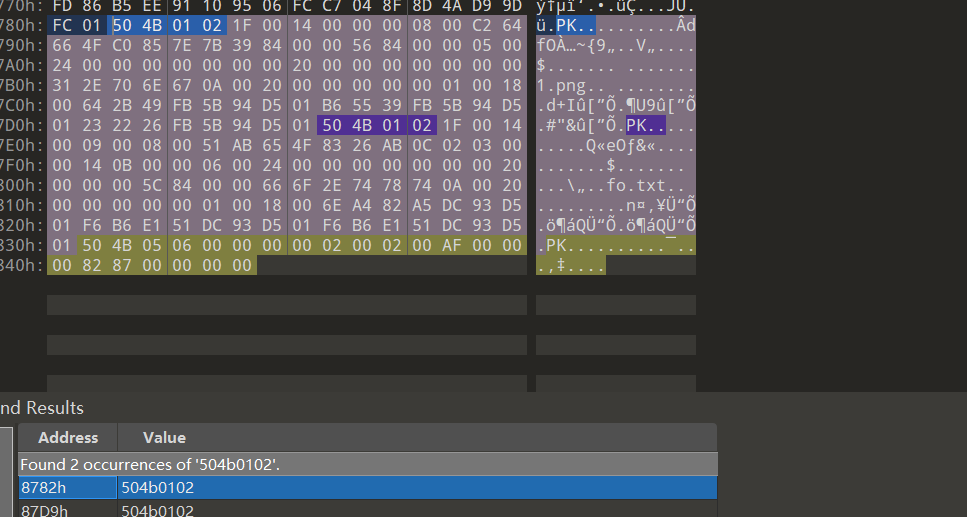 770h: FD 86 B5 EE 91 10 95 06 FC C7 04 8F 8D 4A D9 9D
780h: FC 01 50 4B 01 02 1F 00 14 00 00 00 08 00 C2 64 ü.PK.........Âd
790h: 66 4F C0 85 7E 7B 39 84 00 00 56 84 00 00 05 00 fOÀ…~{9„..V„....
7A0h: 24 00 00 00 00 00 00 00 20 00 00 00 00 00 00 00 $....... .......
7B0h: 31 2E 70 6E 67 0A 00 20 00 00 00 00 00 01 00 18 1.png.. ........
7C0h: 00 64 2B 49 FB 5B 94 D5 01 B6 55 39 FB 5B 94 D5 .d+Iû[”Õ.¶U9û[”Õ
7D0h: 01 23 22 26 FB 5B 94 D5 01 50 4B 01 02 1F 00 14 .#"&û[”Õ.PK.....
7E0h: 00 09 00 08 00 51 AB 65 4F 83 26 AB 0C 02 03 00 .....Q«eOƒ&«....
7F0h: 00 14 0B 00 00 06 00 24 00 00 00 00 00 00 00 20 .......$.......
800h: 00 00 00 5C 84 00 00 66 6F 2E 74 78 74 0A 00 20 ...\„..fo.txt..
810h: 00 00 00 00 00 01 00 18 00 6E A4 82 A5 DC 93 D5 .........n¤‚¥Ü“Õ
820h: 01 F6 B6 E1 51 DC 93 D5 01 F6 B6 E1 51 DC 93 D5 .ö¶áQÜ“Õ.ö¶áQÜ“Õ
830h: 01 50 4B 05 06 00 00 00 00 02 00 02 00 AF 00 00 .PK..........¯..
840h: 00 82 87 00 00 00 00 .‚‡....
nd Results
Address Value
Found 2 occurrences of '504b0102'.
8782h 504b0102
87D9h 504b0102